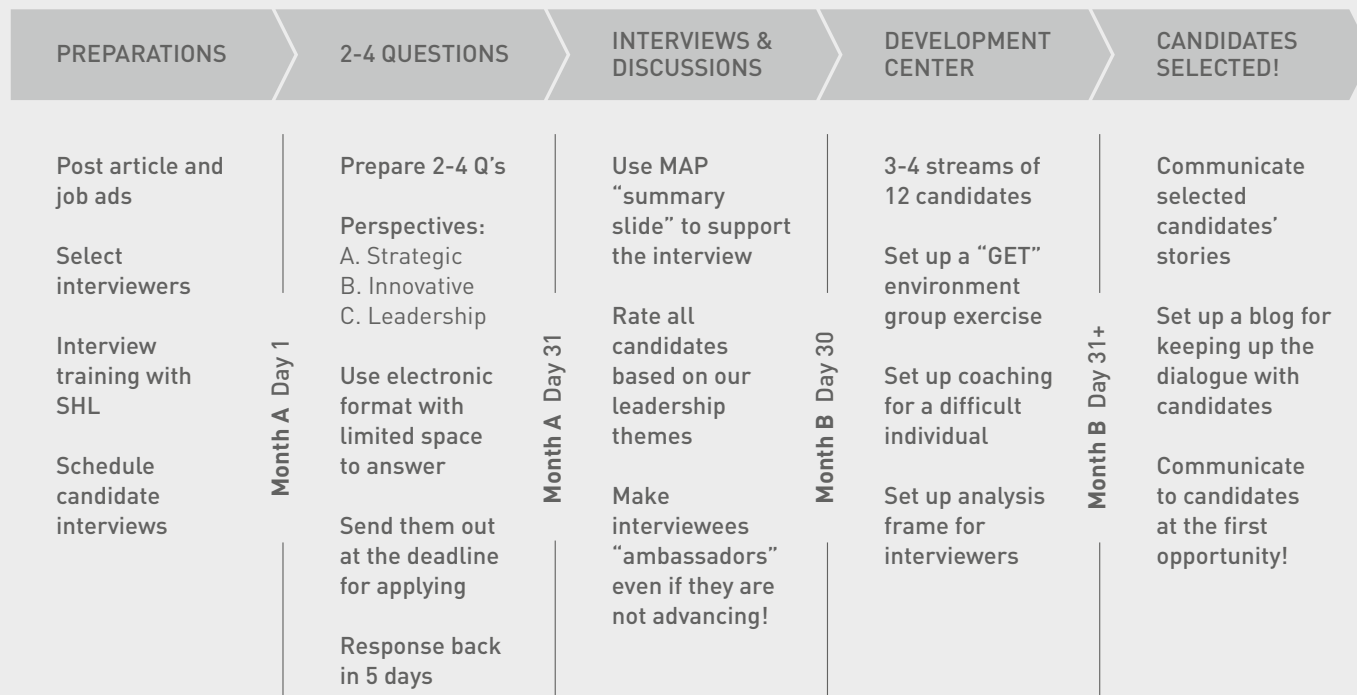 PREPARATIONS
2-4 QUESTIONS
INTERVIEWS &
DISCUSSIONS
DEVELOPMENT
CENTER
CANDIDATES
SELECTED!
Post article and
job ads
Select
interviewers
Interview
training with
SHL
Schedule
candidate
interviews
Month A Day 1
Prepare 2-4 Q’s
Perspectives:
A. Strategic
B. Innovative
C. Leadership
Use electronic
format with
limited space
to answer
Send them out
at the deadline
for applying
Response back
in 5 days
Month A Day 31
Use MAP
“summary
slide” to support
the interview
Rate all
candidates
based on our
leadership
themes
Make
interviewees
“ambassadors”
even if they are
not advancing!
Month B Day 30
3-4 streams of
12 candidates
Set up a “GET”
environment
group exercise
Set up coaching
for a difficult
individual
Set up analysis
frame for
interviewers
Month B Day 31+
Communicate
selected
candidates’
stories
Set up a blog for
keeping up the
dialogue with
candidates
Communicate
to candidates
at the first
opportunity!